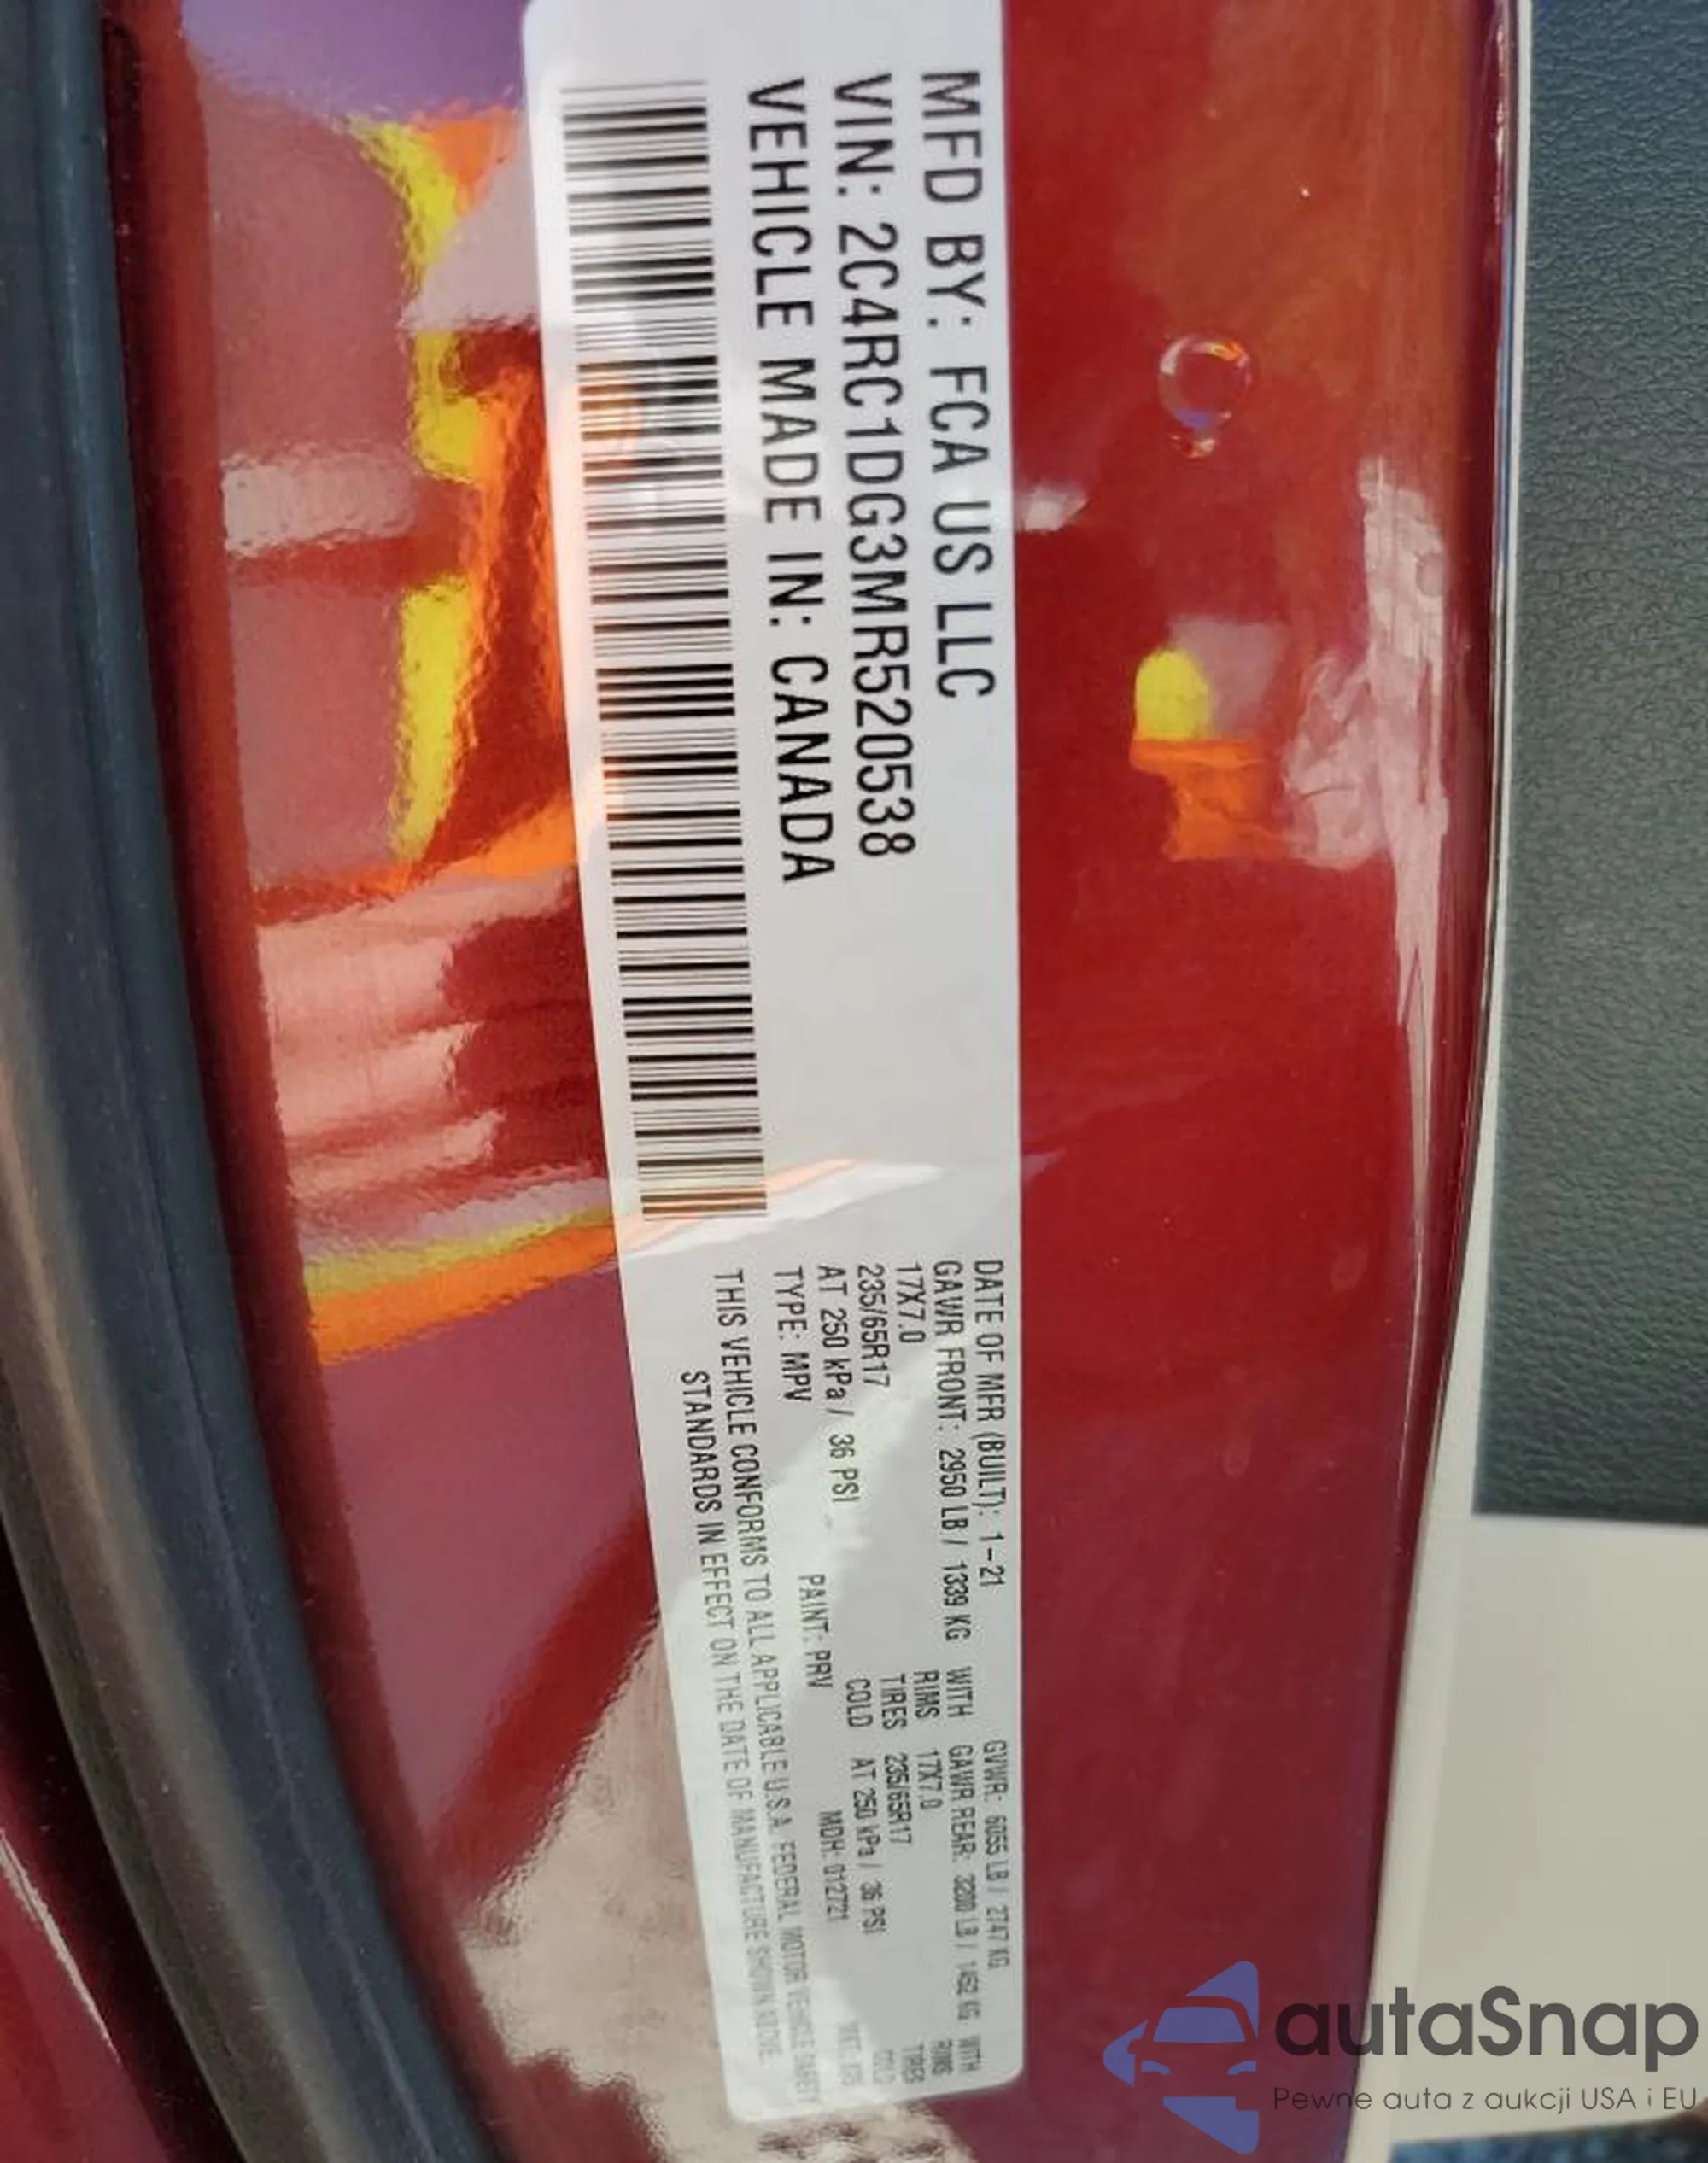 MFD BY: FCA US LLC
VIN: 2C4RC1DG3MR520538
VEHICLE MADE IN: CANADA
DATE OF MFR (BUILT): 1-21 GVWR: 6055 LB / 2747 KG
GAWR FRONT: 2950 LB / 1339 KG WITH GAWR REAR: 3200 LB / 1452 KG WITH
17X7.0 RIMS 17X7.0 RIMS
235/65R17 TIRES 235/65R17 TIRES
AT 250 kPa / 36 PSI COLD AT 250 kPa / 36 PSI COLD
TYPE: MPV PAINT: PRV MDH: 012721
THIS VEHICLE CONFORMS TO ALL APPLICABLE U.S.A. FEDERAL MOTOR VEHICLE SAFETY
STANDARDS IN EFFECT ON THE DATE OF MANUFACTURE SHOWN ABOVE.
autaSnap
Pewne auta z aukcji USA i EU